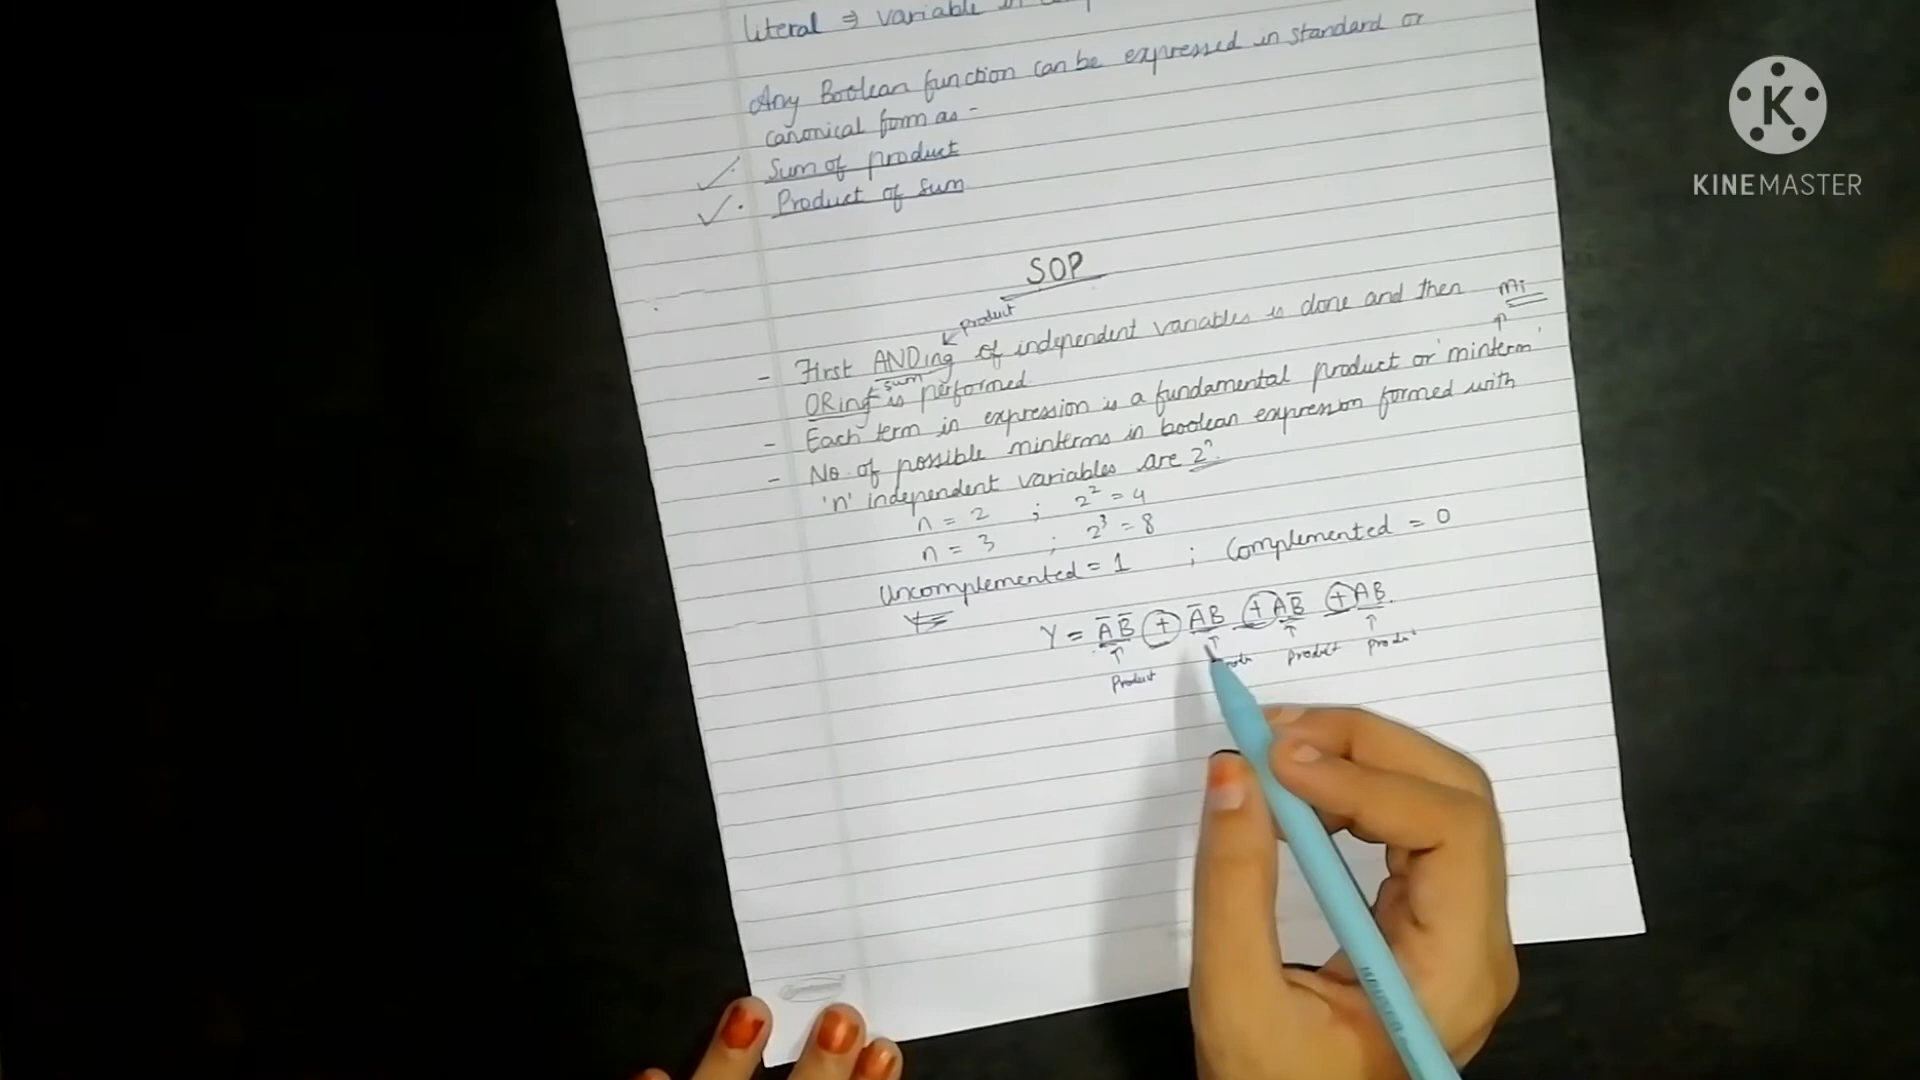 literal ⇒ variable in
Any Boolean function can be expressed in standard or
canonical form as -
✓ · Sum of product
✓ · Product of sum
SOP
product
mi
- First ANDing of independent variables is done and then
sum
ORing is performed.
- Each term in expression is a fundamental product or 'minterm'
- No. of possible minterms in boolean expression formed with
'n' independent variables are 2ⁿ.
n = 2 ; 2² = 4
n = 3 ; 2³ = 8
Uncomplemented = 1 ; Complemented = 0
Y = A̅B̅ + A̅B + AB̅ + AB.
Product product produ
K
KINEMASTER